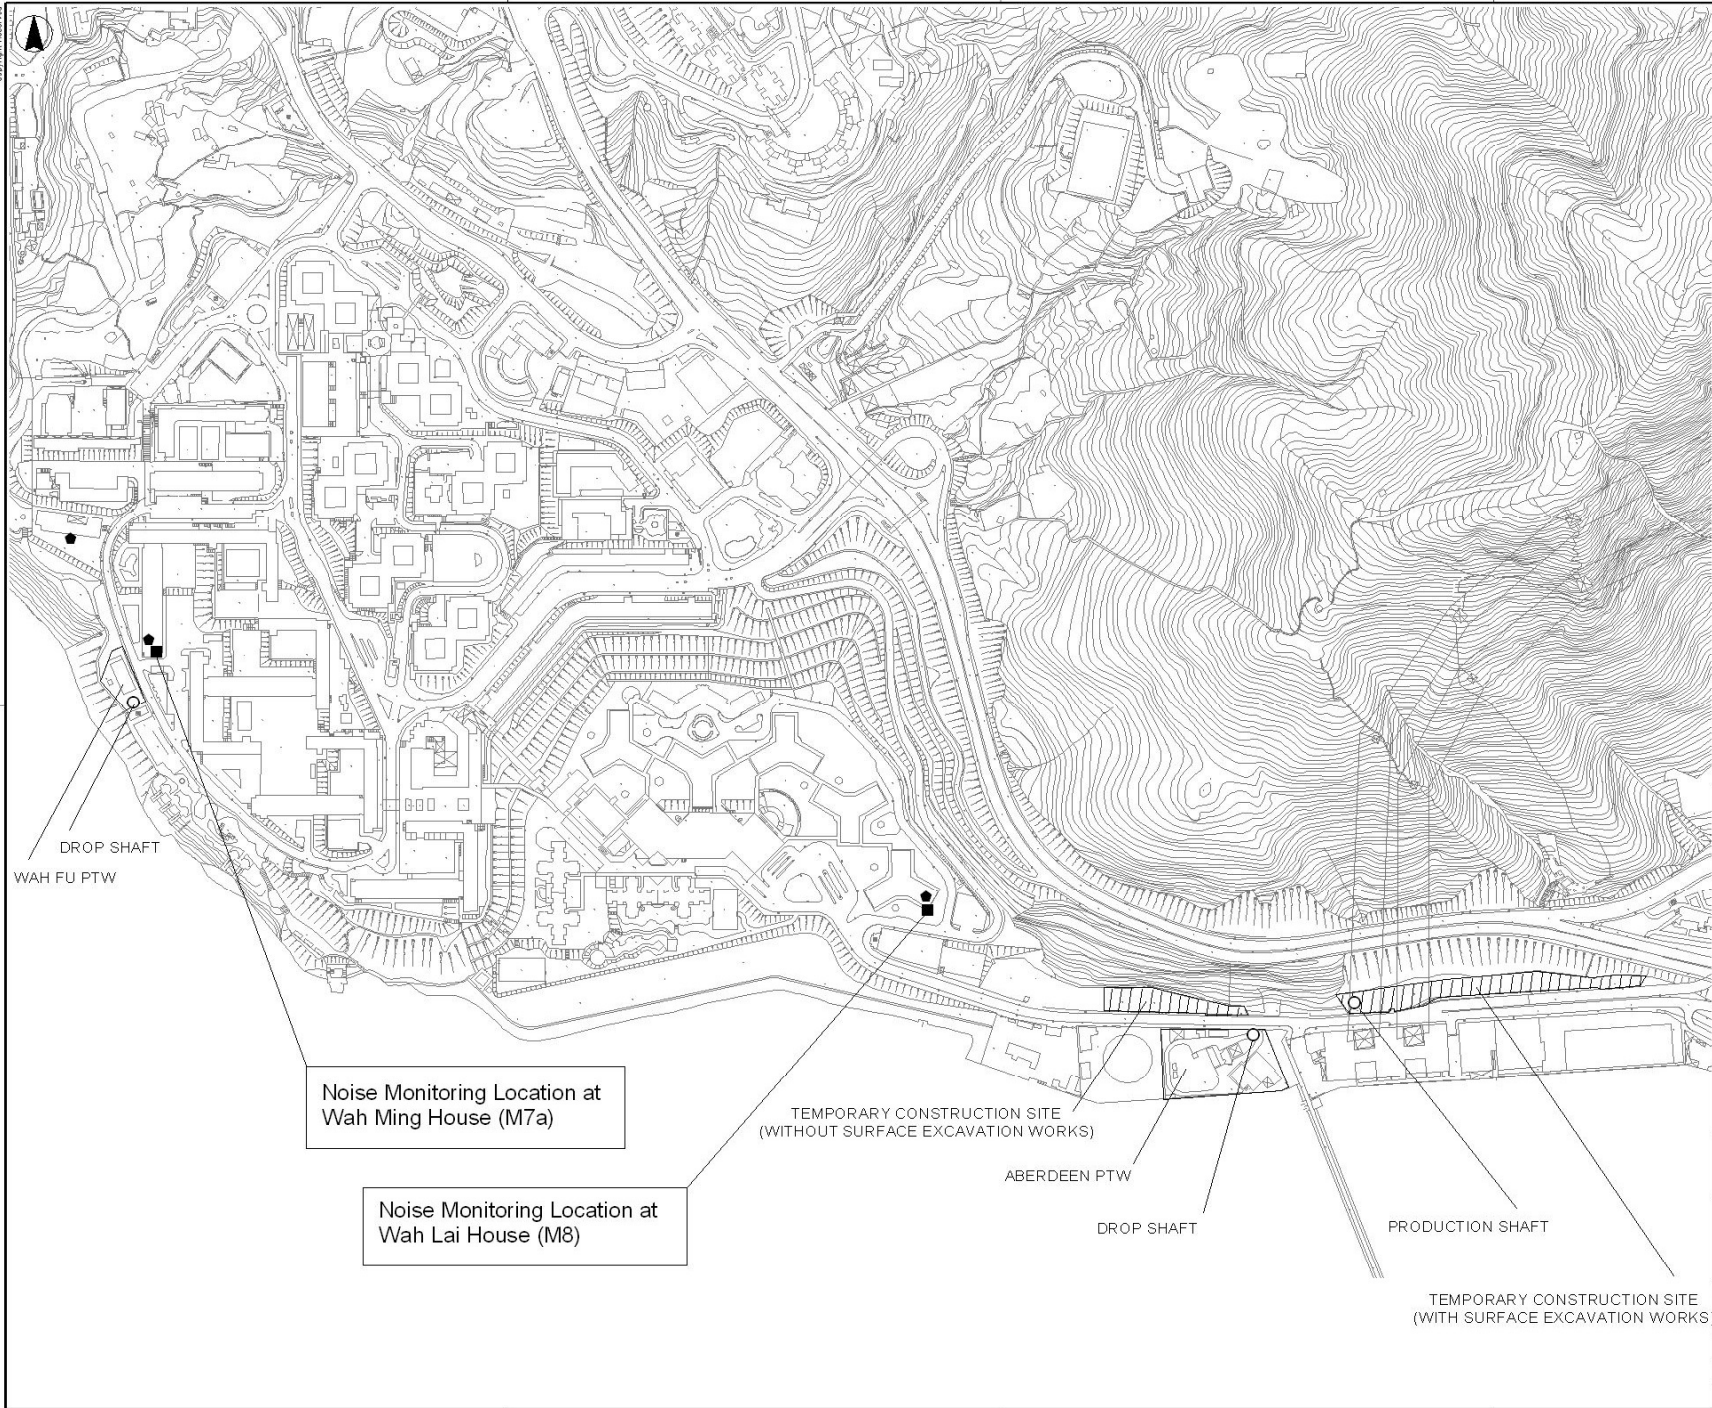 DROP SHAFT
WAH FU PTW
Noise Monitoring Location at
Wah Ming House (M7a)
TEMPORARY CONSTRUCTION SITE
(WITHOUT SURFACE EXCAVATION WORKS)
ABERDEEN PTW
Noise Monitoring Location at
Wah Lai House (M8)
DROP SHAFT
PRODUCTION SHAFT
TEMPORARY CONSTRUCTION SITE
(WITH SURFACE EXCAVATION WORKS)